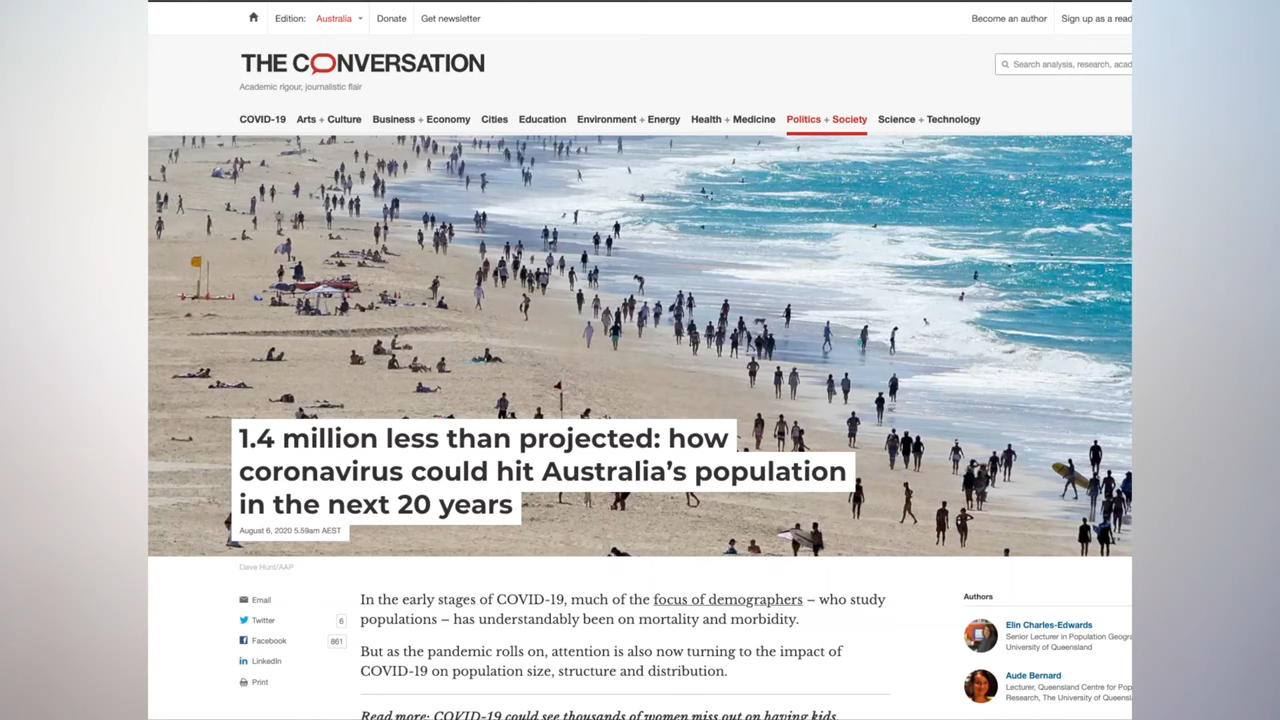 Edition: Australia Donate Get newsletter Become an author Sign up as a read
THE CONVERSATION
Academic rigour, journalistic flair
Search analysis, research, acad
COVID-19 Arts + Culture Business + Economy Cities Education Environment + Energy Health + Medicine Politics + Society Science + Technology
1.4 million less than projected: how
coronavirus could hit Australia's population
in the next 20 years
August 6, 2020 5.59am AEST
Dave Hunt/AAP
Email
Twitter 6
Facebook 861
LinkedIn
Print
In the early stages of COVID-19, much of the focus of demographers – who study
populations – has understandably been on mortality and morbidity.
But as the pandemic rolls on, attention is also now turning to the impact of
COVID-19 on population size, structure and distribution.
Read more: COVID-19 could see thousands of women miss out on having kids,
Authors
Elin Charles-Edwards
Senior Lecturer in Population Geogra
University of Queensland
Aude Bernard
Lecturer, Queensland Centre for Pop
Research, The University of Queensl